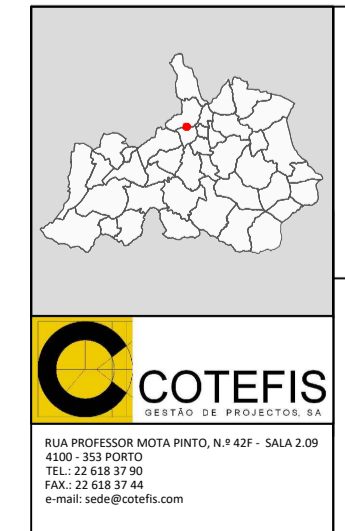 COTEFIS
GESTÃO DE PROJECTOS, SA
RUA PROFESSOR MOTA PINTO, N.º 42F - SALA 2.09
4100 - 353 PORTO
TEL.: 22 618 37 90
FAX.: 22 618 37 44
e-mail: sede@cotefis.com